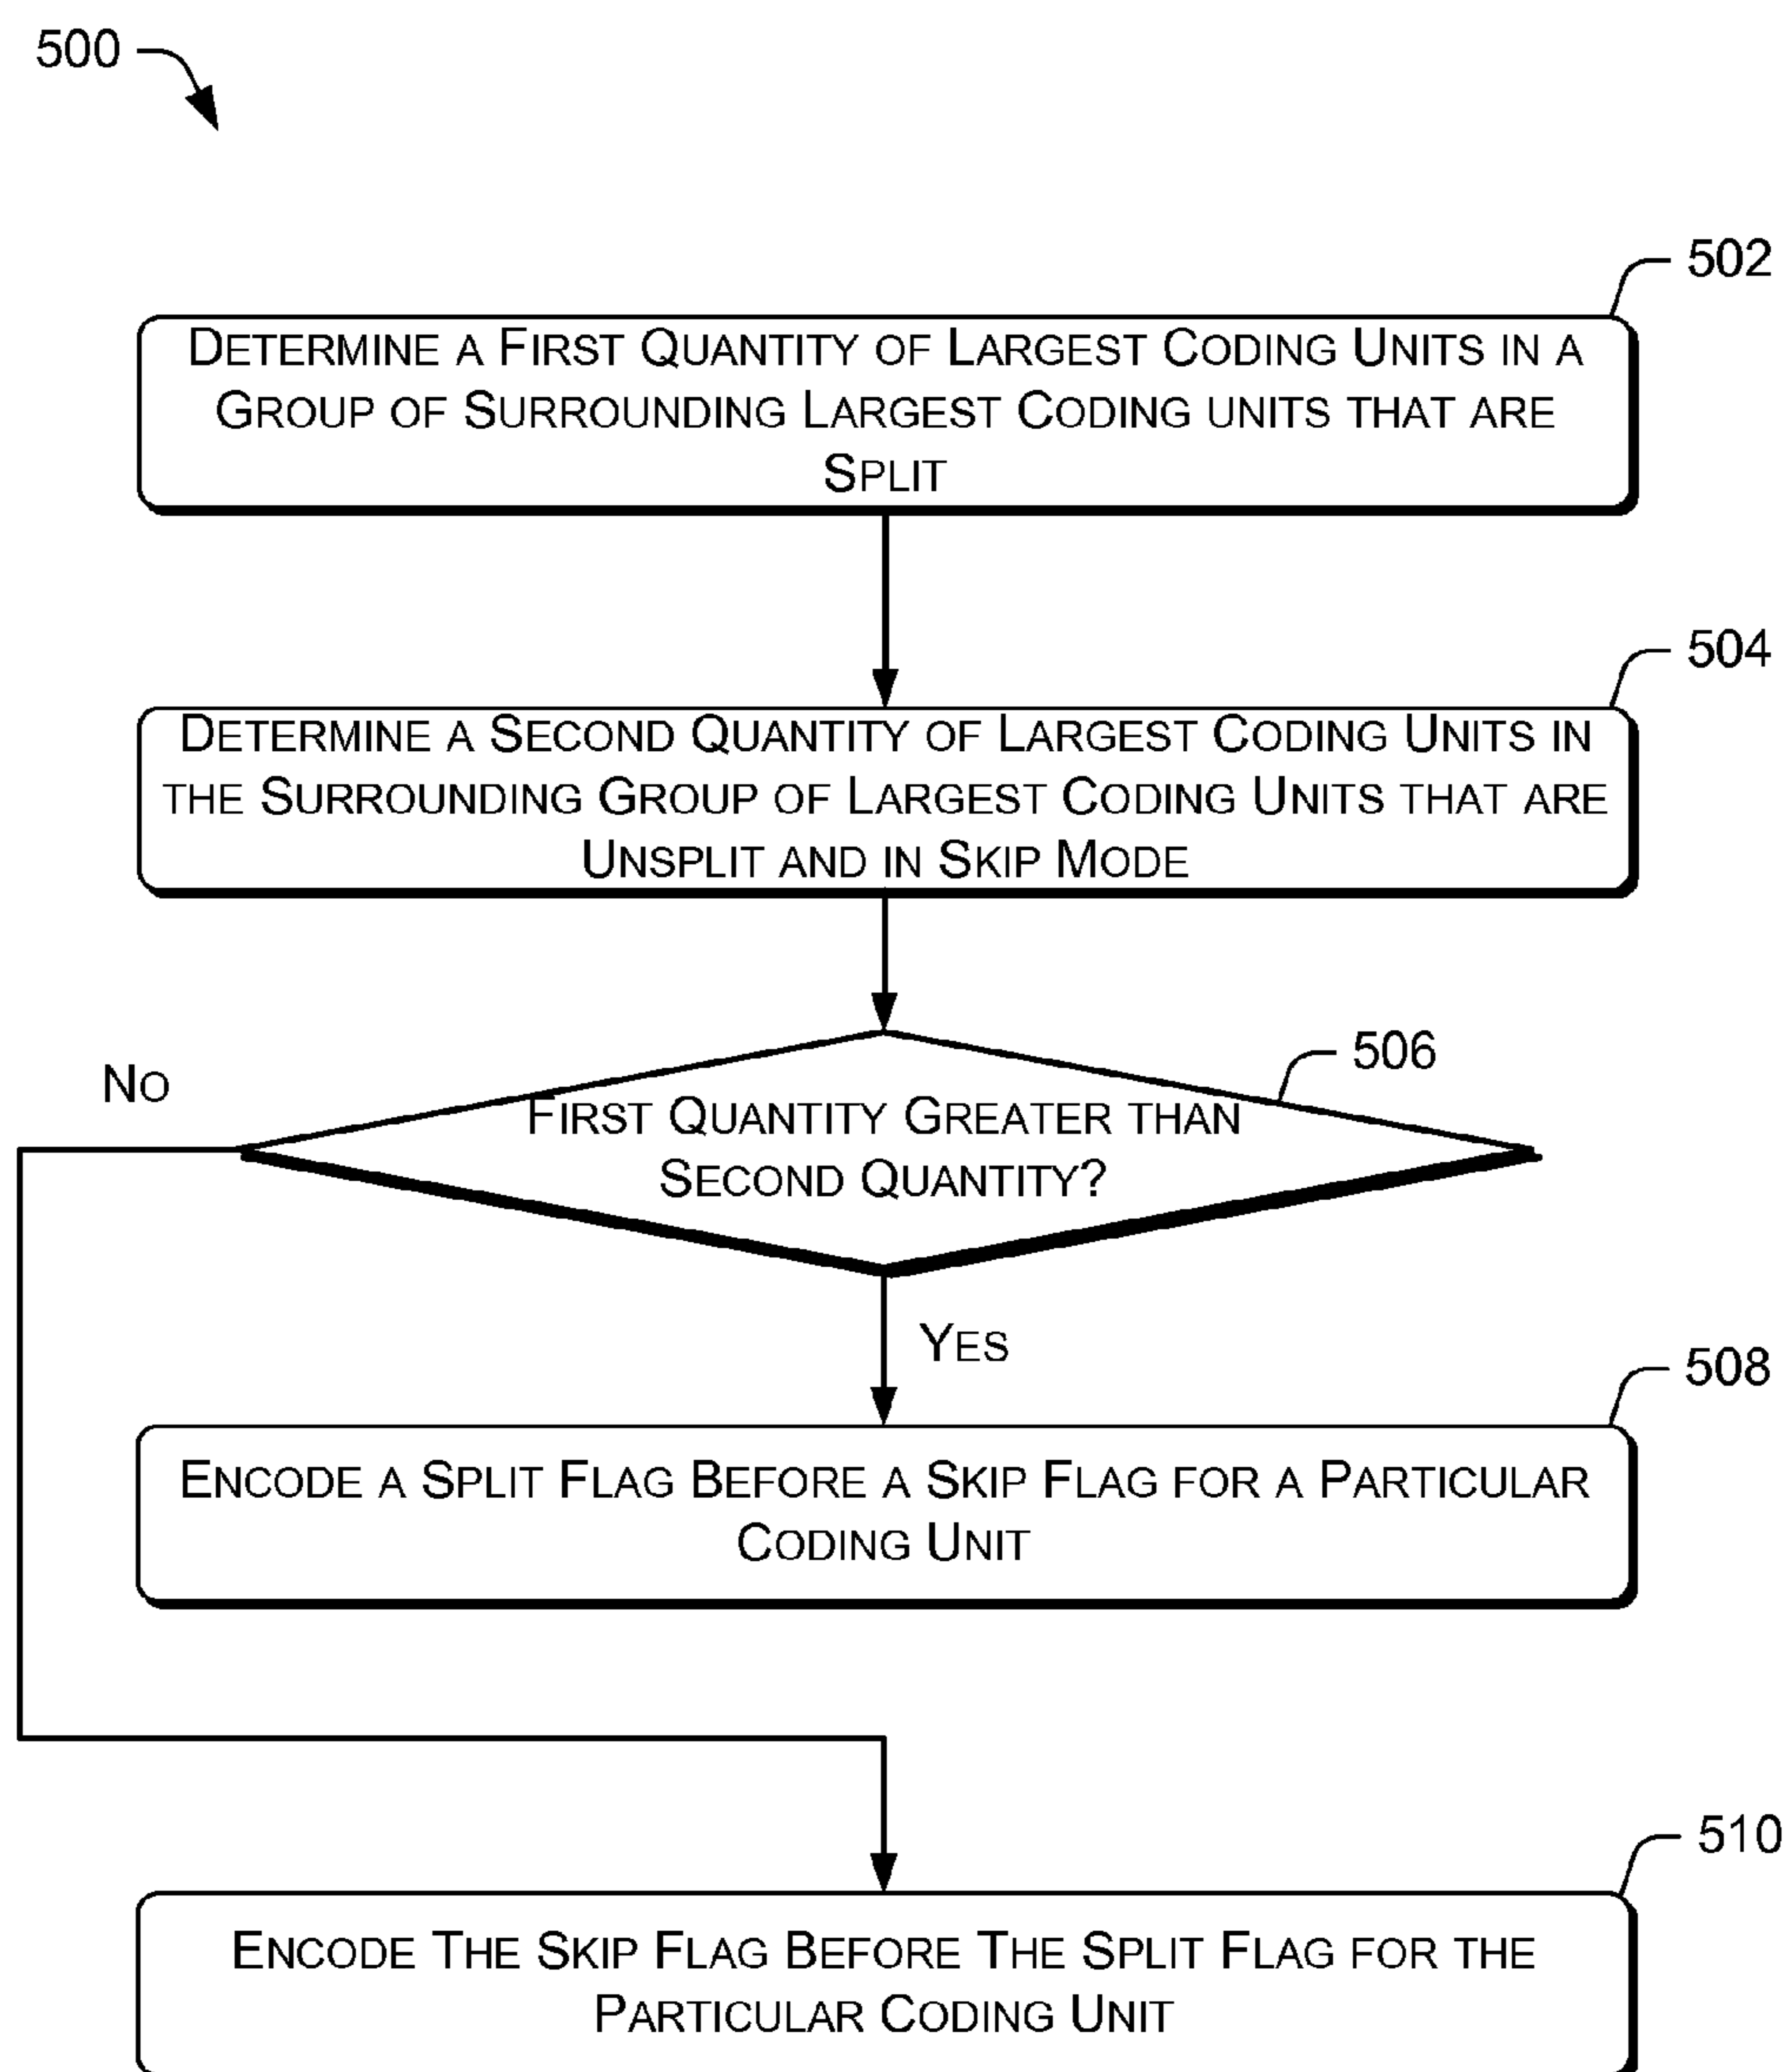 500
502
DETERMINE A FIRST QUANTITY OF LARGEST CODING UNITS IN A
GROUP OF SURROUNDING LARGEST CODING UNITS THAT ARE
SPLIT
504
DETERMINE A SECOND QUANTITY OF LARGEST CODING UNITS IN
THE SURROUNDING GROUP OF LARGEST CODING UNITS THAT ARE
UNSPLIT AND IN SKIP MODE
506
NO
FIRST QUANTITY GREATER THAN
SECOND QUANTITY?
YES
508
ENCODE A SPLIT FLAG BEFORE A SKIP FLAG FOR A PARTICULAR
CODING UNIT
510
ENCODE THE SKIP FLAG BEFORE THE SPLIT FLAG FOR THE
PARTICULAR CODING UNIT